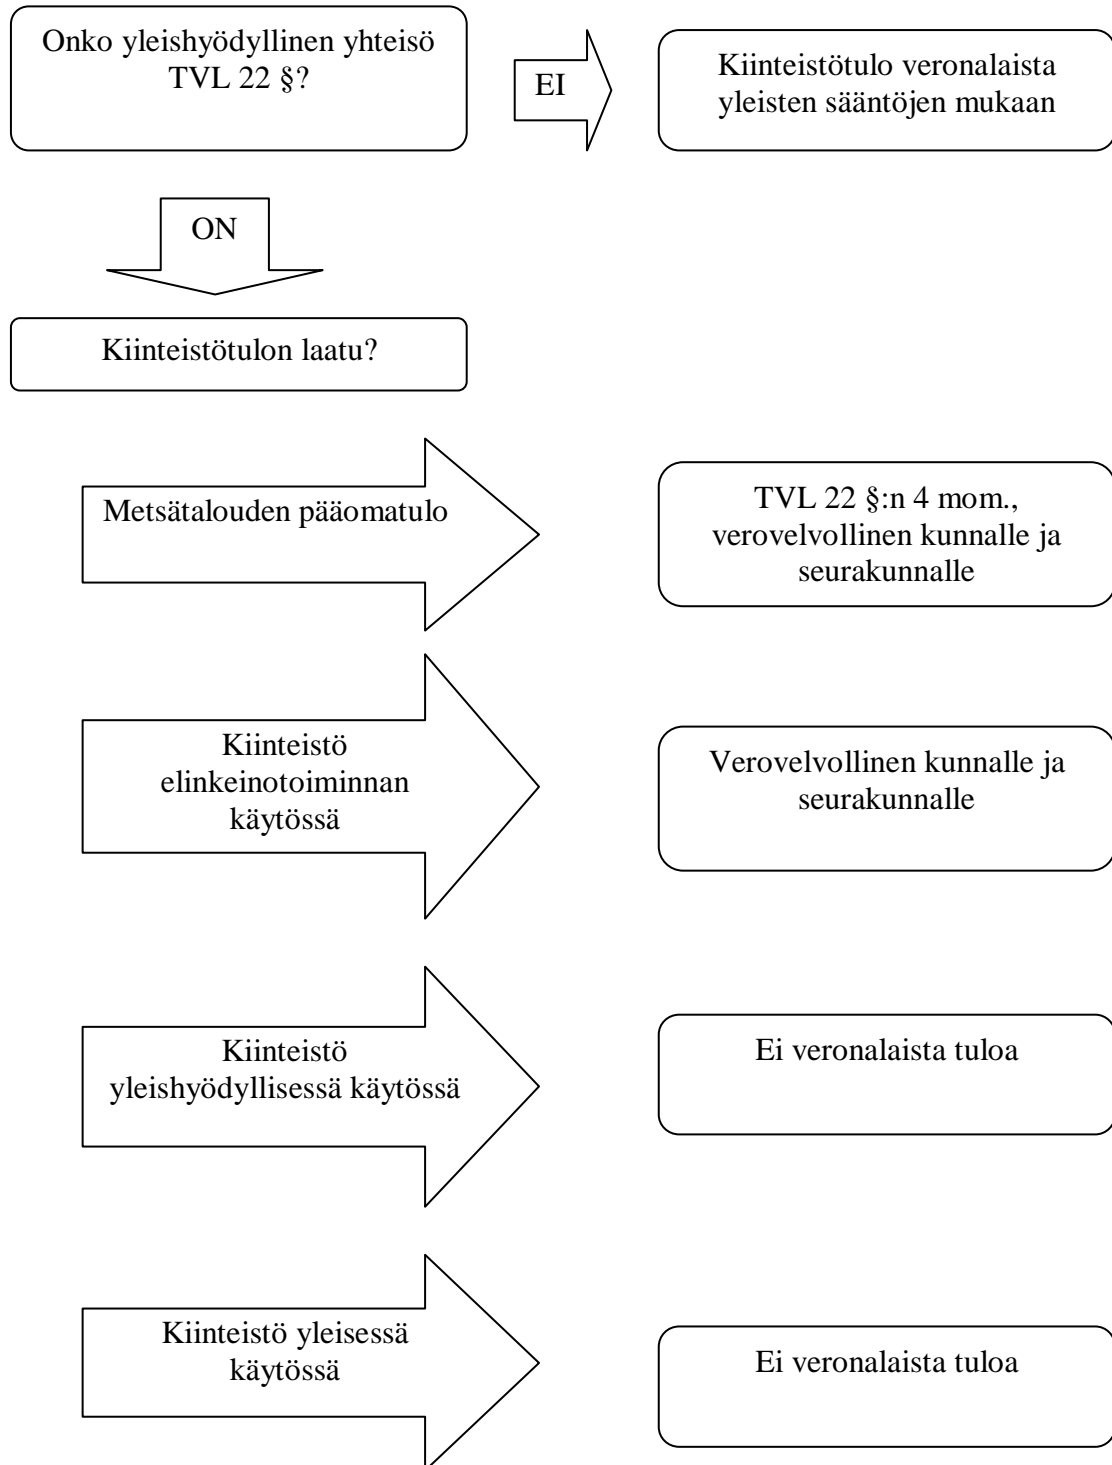 Onko yleishyödyllinen yhteisö
TVL 22 §?
EI
Kiinteistötulo veronalaista
yleisten sääntöjen mukaan
ON
Kiinteistötulon laatu?
Metsätalouden pääomatulo
TVL 22 §:n 4 mom.,
verovelvollinen kunnalle ja
seurakunnalle
Kiinteistö
elinkeinotoiminnan
käytössä
Verovelvollinen kunnalle ja
seurakunnalle
Kiinteistö
yleishyödyllisessä käytössä
Ei veronalaista tuloa
Kiinteistö yleisessä
käytössä
Ei veronalaista tuloa